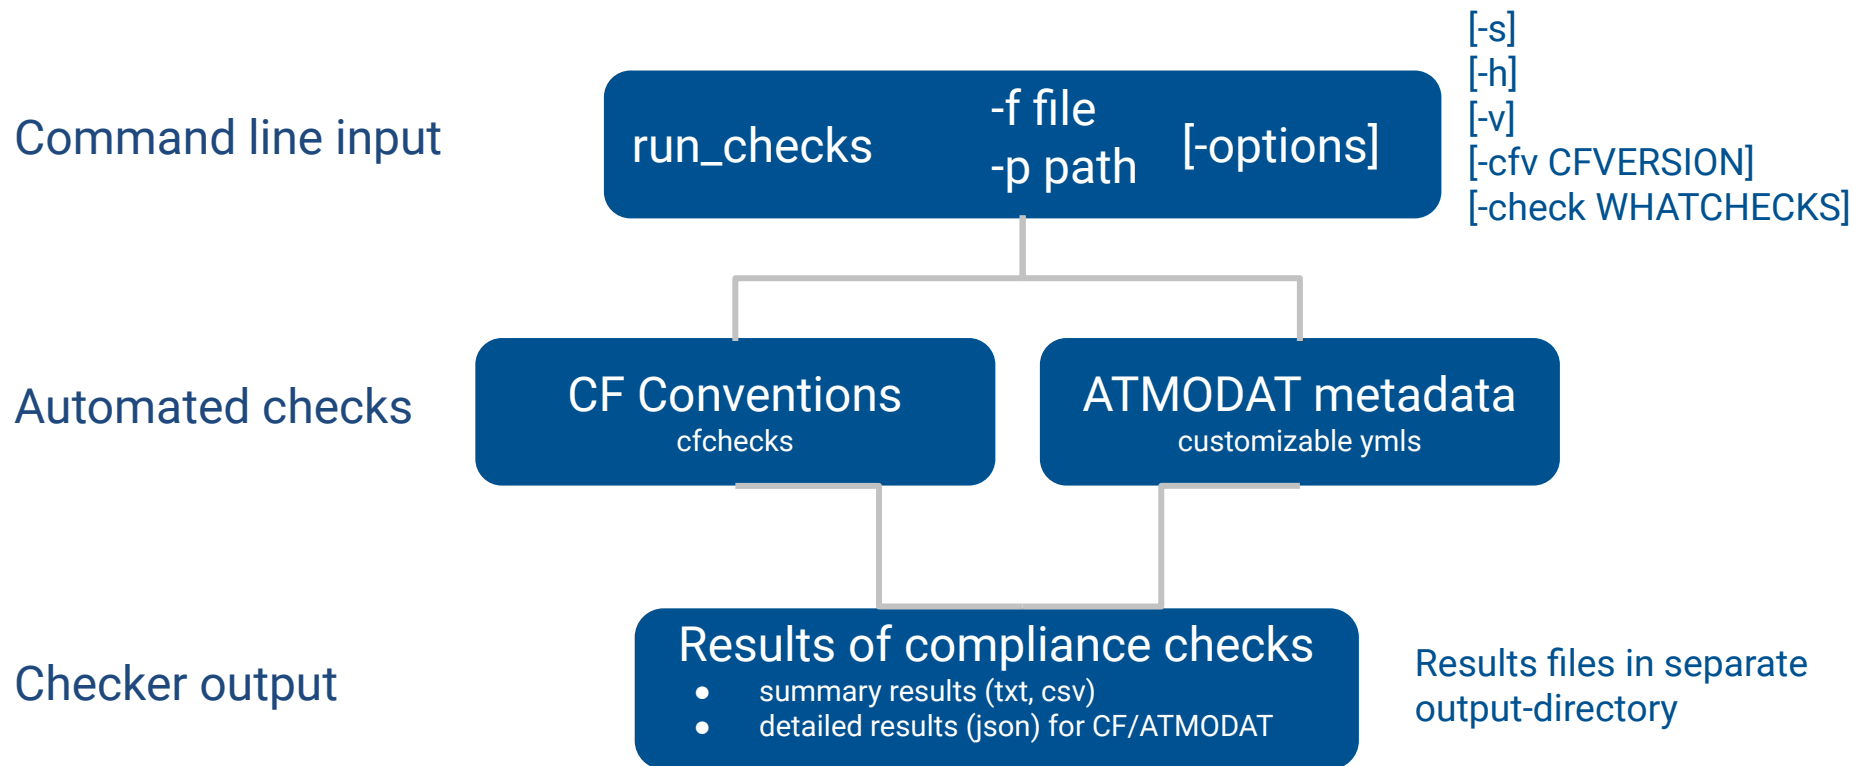 Command line input
run_checks
-f file
-p path
[-options]
[-s]
[-h]
[-v]
[-cfv CFVERSION]
[-check WHATCHECKS]
Automated checks
CF Conventions
cfchecks
ATMODAT metadata
customizable ymls
Checker output
Results of compliance checks
● summary results (txt, csv)
● detailed results (json) for CF/ATMODAT
Results files in separate
output-directory